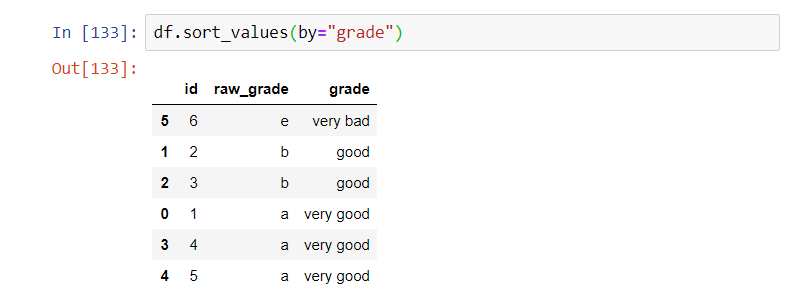 In [133]: df.sort_values(by="grade")
Out[133]:
id raw_grade grade
5 6 e very bad
1 2 b good
2 3 b good
0 1 a very good
3 4 a very good
4 5 a very good